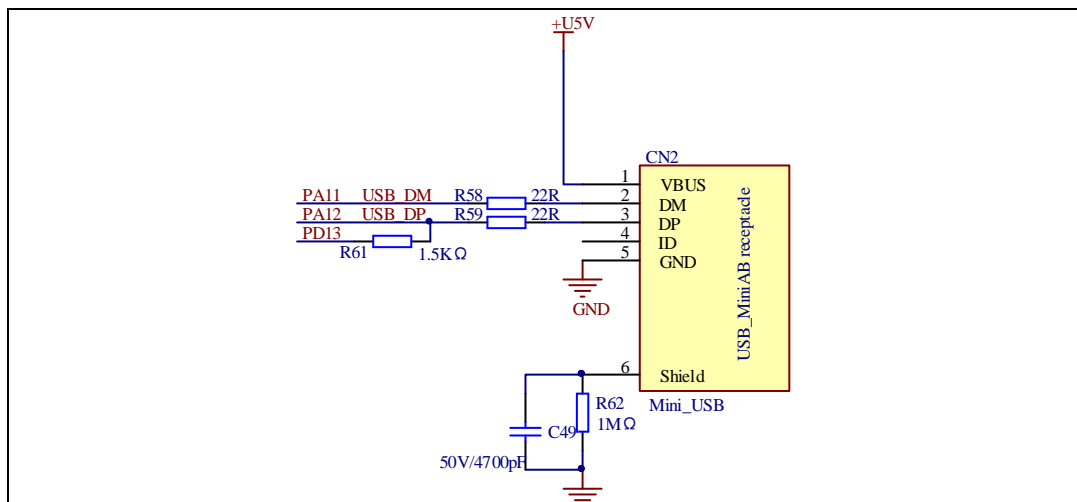 +U5V
CN2
1 VBUS
PA11 USB_DM R58 22R 2 DM
PA12 USB_DP R59 22R 3 DP
PD13 4 ID
R61 1.5KΩ 5 GND
GND
USB_MiniAB receptacle
6 Shield
Mini_USB
R62
1MΩ
C49
50V/4700pF